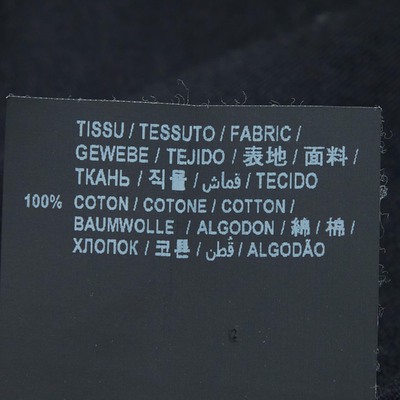 TISSU / TESSUTO / FABRIC /
GEWEBE / TEJIDO / 表地 / 面料 /
ТКАНЬ / 직물 / قماش / TECIDO
100% COTON / COTONE / COTTON /
BAUMWOLLE / ALGODON / 綿 / 棉 /
ХЛОПОК / 코튼 / قطن / ALGODÃO